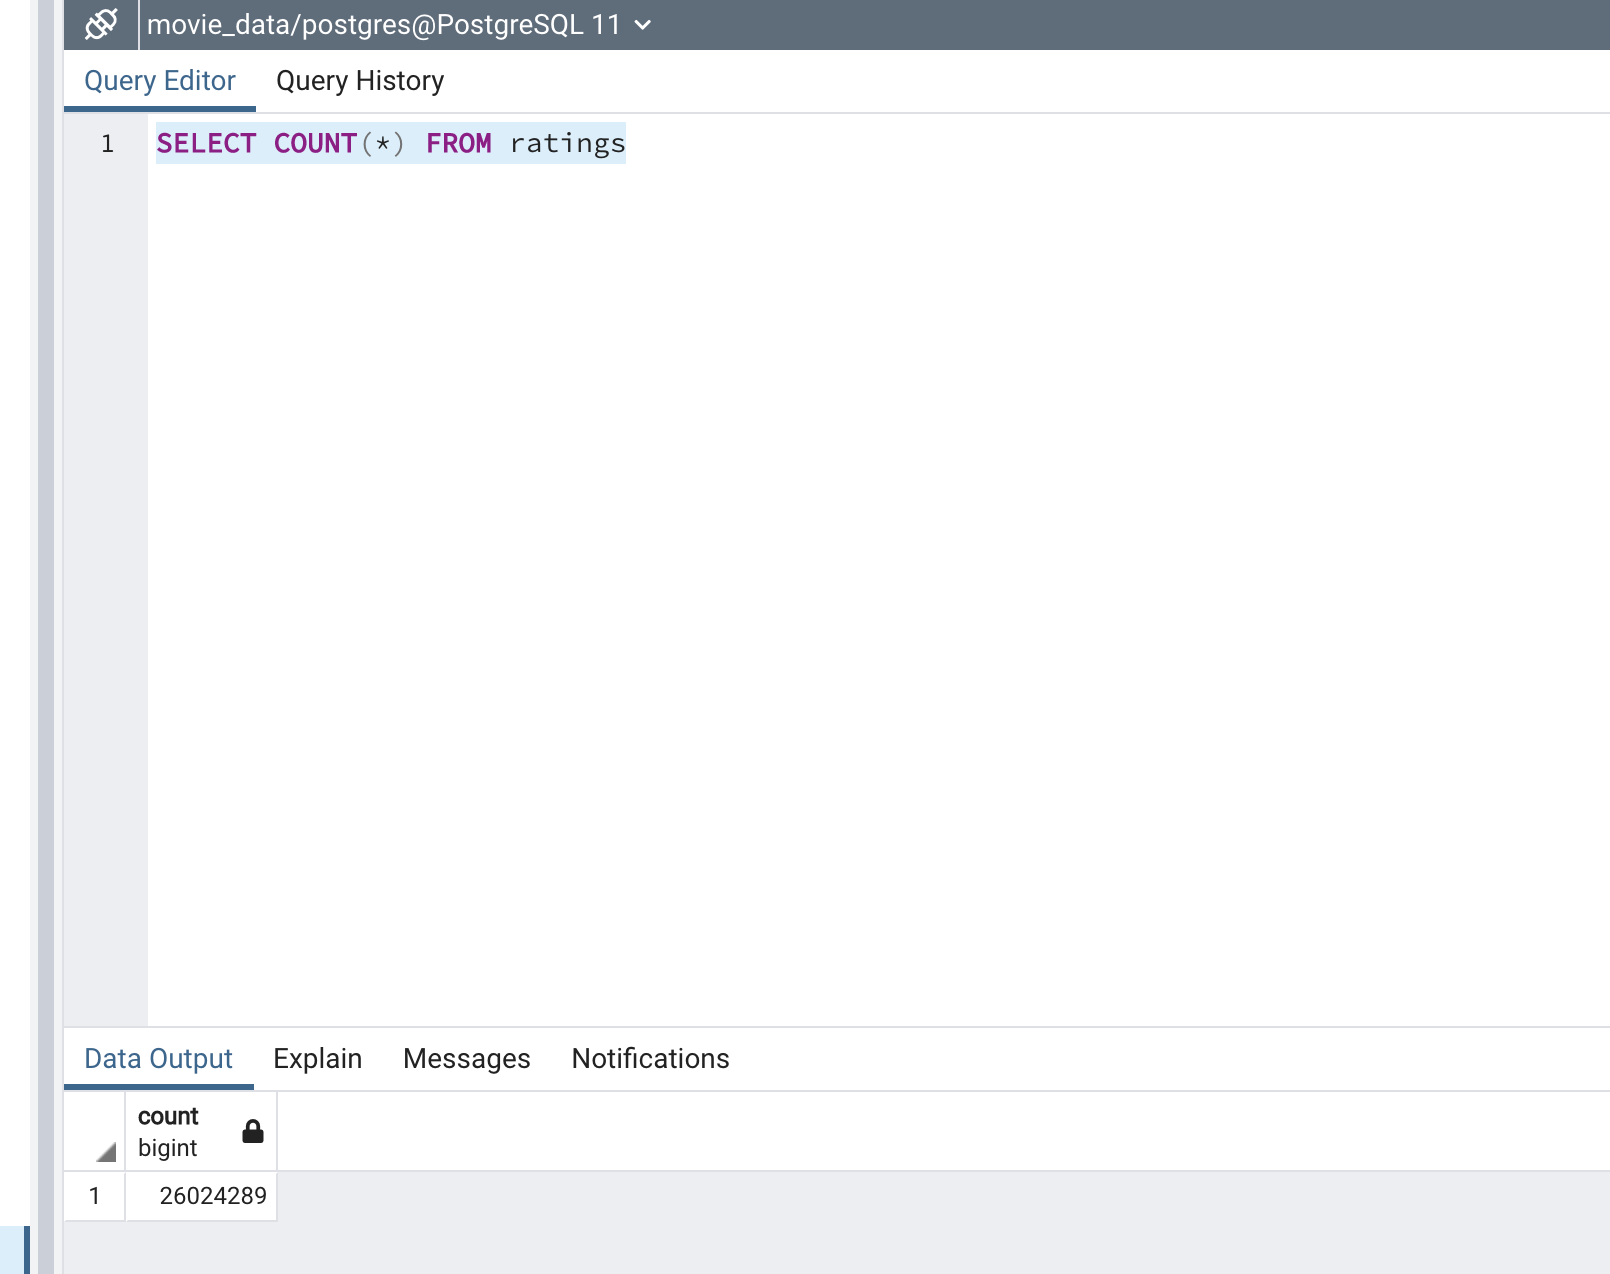 movie_data/postgres@PostgreSQL 11
Query Editor Query History
1 SELECT COUNT(*) FROM ratings
Data Output Explain Messages Notifications
count
bigint
1 26024289